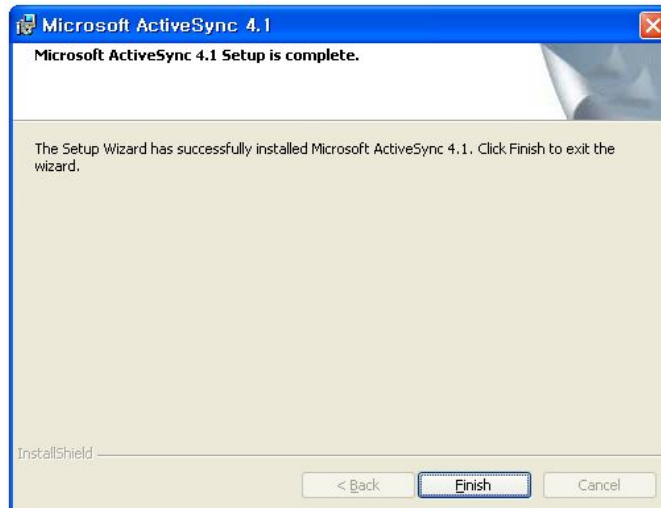 Microsoft ActiveSync 4.1
Microsoft ActiveSync 4.1 Setup is complete.
The Setup Wizard has successfully installed Microsoft ActiveSync 4.1. Click Finish to exit the
wizard.
InstallShield
< Back Finish Cancel